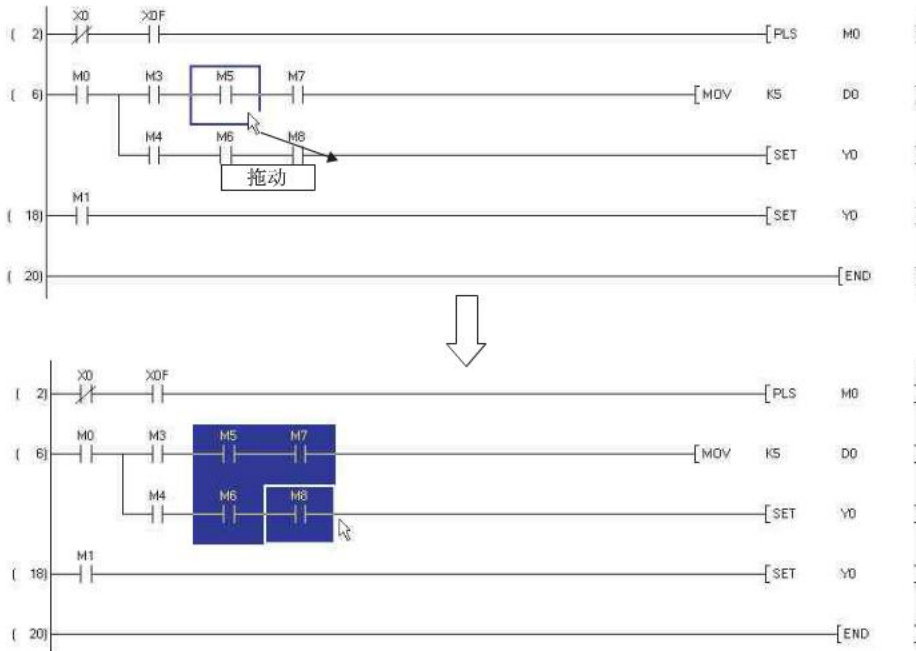 X0 X0F
( 2) [PLS M0 ]
M0 M3 M5 M7
( 6) [MOV K5 D0 ]
M4 M6 M8
[SET Y0 ]
拖动
M1
( 18) [SET Y0 ]
( 20) [END ]
X0 X0F
( 2) [PLS M0 ]
M0 M3 M5 M7
( 6) [MOV K5 D0 ]
M4 M6 M8
[SET Y0 ]
M1
( 18) [SET Y0 ]
( 20) [END ]